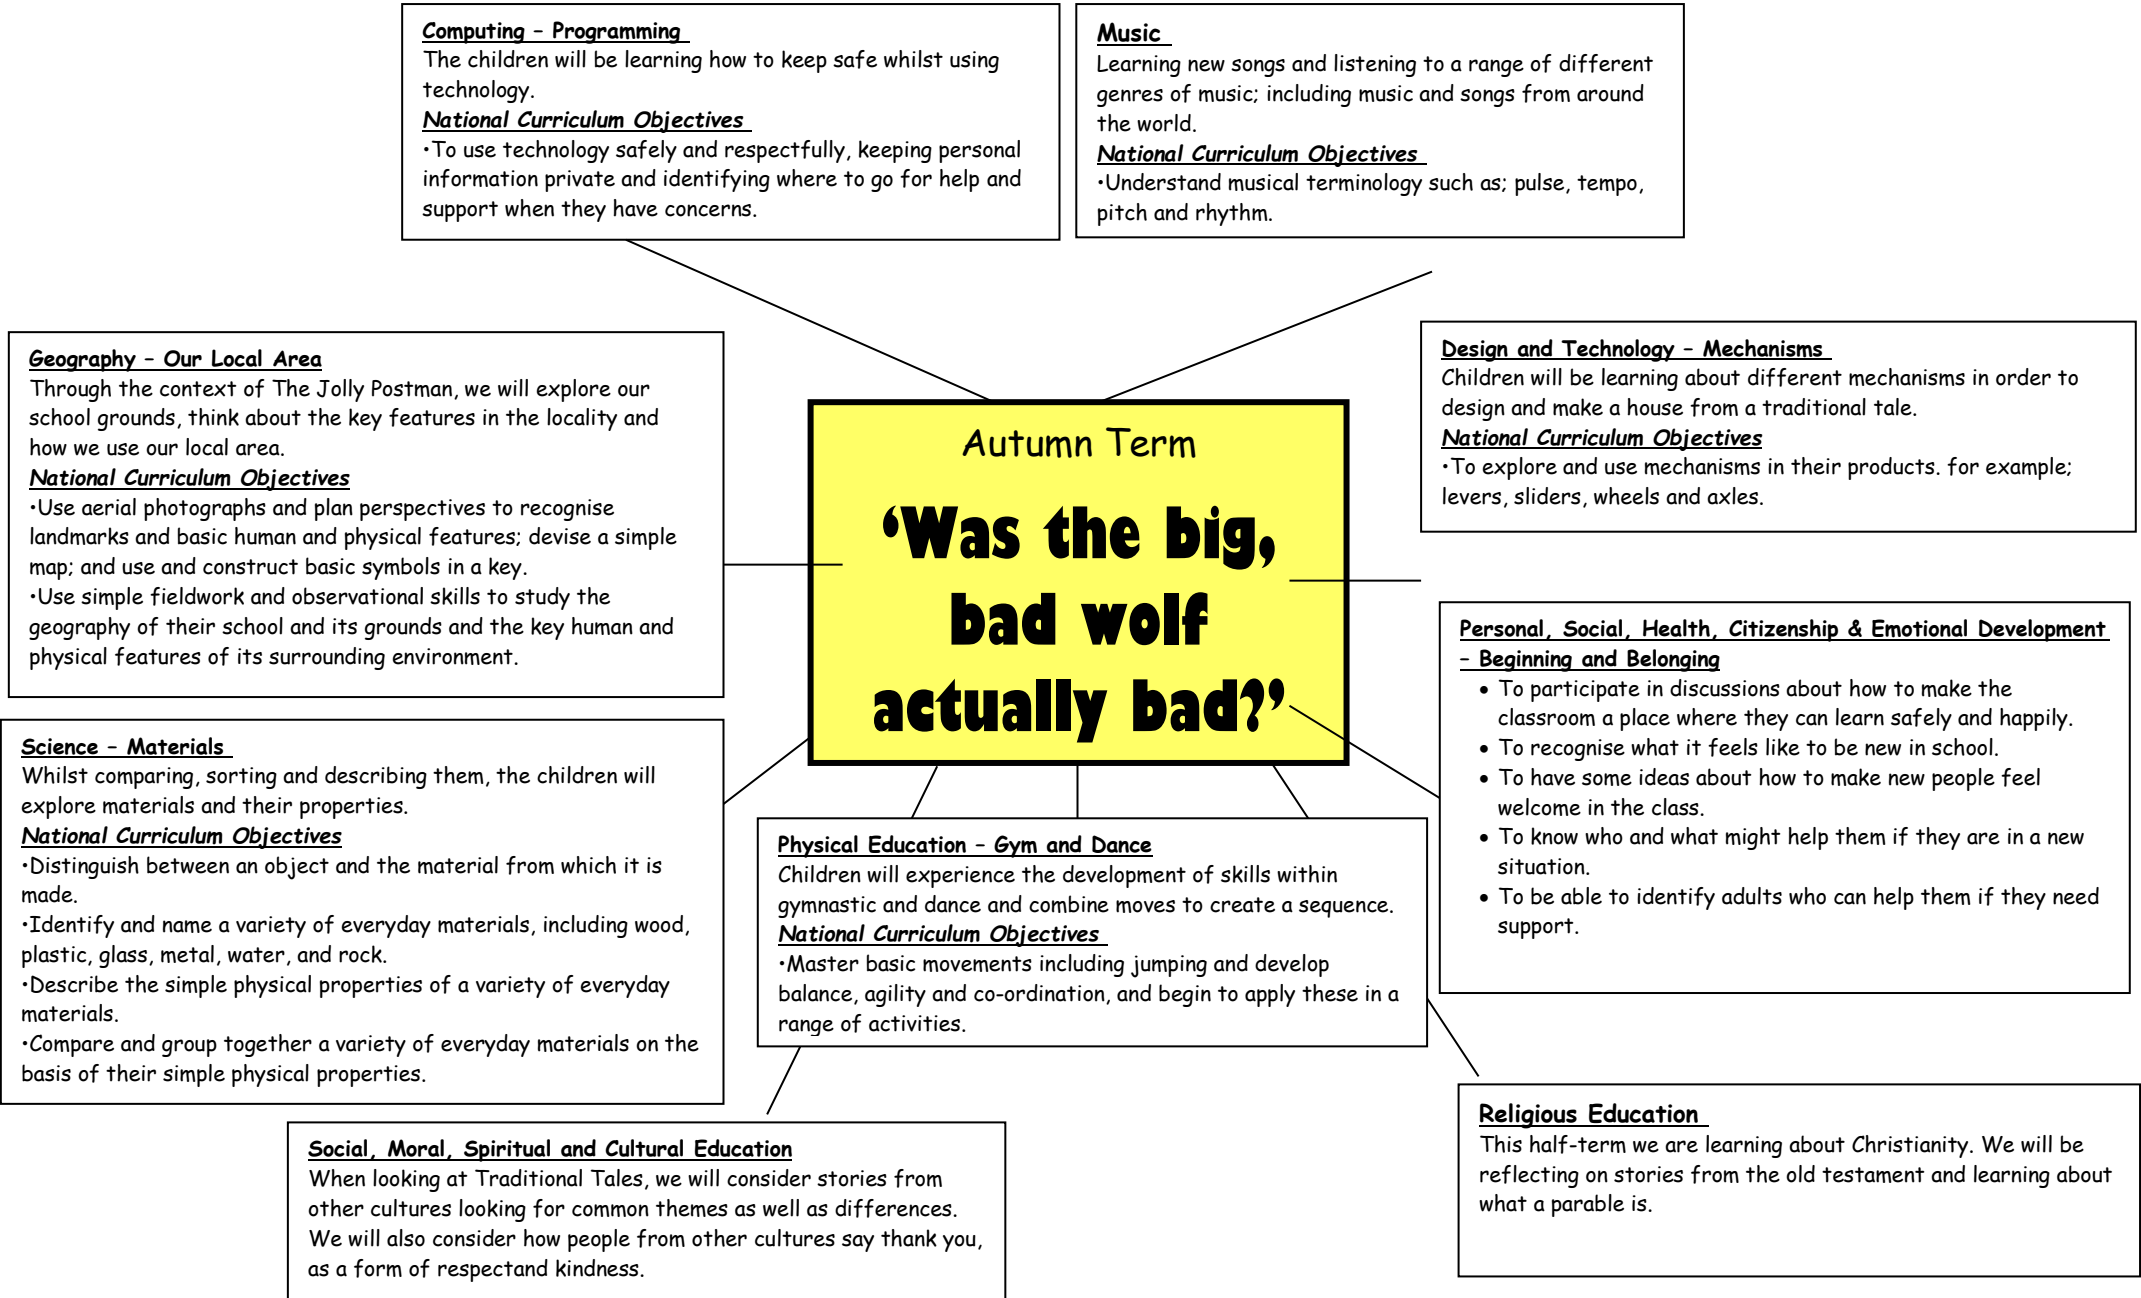 Computing – Programming
The children will be learning how to keep safe whilst using
technology.
National Curriculum Objectives
•To use technology safely and respectfully, keeping personal
information private and identifying where to go for help and
support when they have concerns.
Music
Learning new songs and listening to a range of different
genres of music; including music and songs from around
the world.
National Curriculum Objectives
•Understand musical terminology such as; pulse, tempo,
pitch and rhythm.
Geography – Our Local Area
Through the context of The Jolly Postman, we will explore our
school grounds, think about the key features in the locality and
how we use our local area.
National Curriculum Objectives
•Use aerial photographs and plan perspectives to recognise
landmarks and basic human and physical features; devise a simple
map; and use and construct basic symbols in a key.
•Use simple fieldwork and observational skills to study the
geography of their school and its grounds and the key human and
physical features of its surrounding environment.
Autumn Term
‘Was the big,
bad wolf
actually bad?’
Design and Technology – Mechanisms
Children will be learning about different mechanisms in order to
design and make a house from a traditional tale.
National Curriculum Objectives
•To explore and use mechanisms in their products. for example;
levers, sliders, wheels and axles.
Personal, Social, Health, Citizenship & Emotional Development
– Beginning and Belonging
• To participate in discussions about how to make the
classroom a place where they can learn safely and happily.
• To recognise what it feels like to be new in school.
• To have some ideas about how to make new people feel
welcome in the class.
• To know who and what might help them if they are in a new
situation.
• To be able to identify adults who can help them if they need
support.
Science – Materials
Whilst comparing, sorting and describing them, the children will
explore materials and their properties.
National Curriculum Objectives
•Distinguish between an object and the material from which it is
made.
•Identify and name a variety of everyday materials, including wood,
plastic, glass, metal, water, and rock.
•Describe the simple physical properties of a variety of everyday
materials.
•Compare and group together a variety of everyday materials on the
basis of their simple physical properties.
Physical Education – Gym and Dance
Children will experience the development of skills within
gymnastic and dance and combine moves to create a sequence.
National Curriculum Objectives
•Master basic movements including jumping and develop
balance, agility and co-ordination, and begin to apply these in a
range of activities.
Social, Moral, Spiritual and Cultural Education
When looking at Traditional Tales, we will consider stories from
other cultures looking for common themes as well as differences.
We will also consider how people from other cultures say thank you,
as a form of respectand kindness.
Religious Education
This half-term we are learning about Christianity. We will be
reflecting on stories from the old testament and learning about
what a parable is.